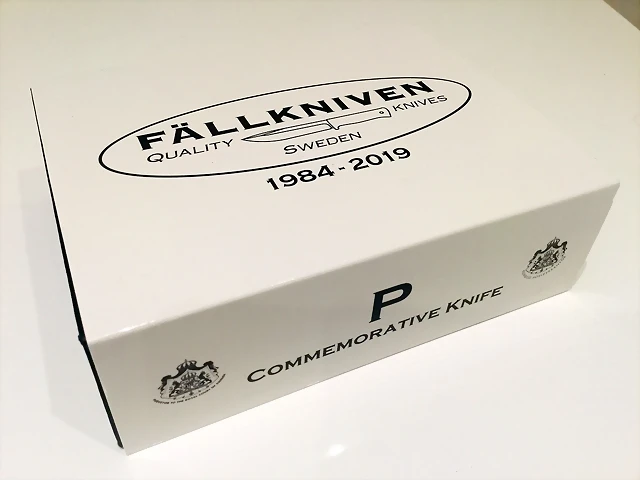 FÄLLKNIVEN
QUALITY KNIVES
SWEDEN
1984-2019
P
COMMEMORATIVE KNIFE